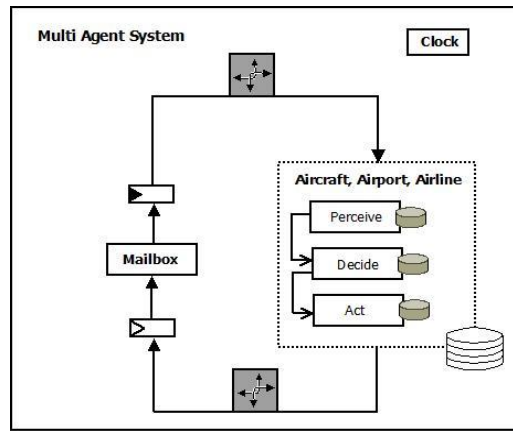 Multi Agent System
Clock
Aircraft, Airport, Airline
Perceive
Mailbox
Decide
Act